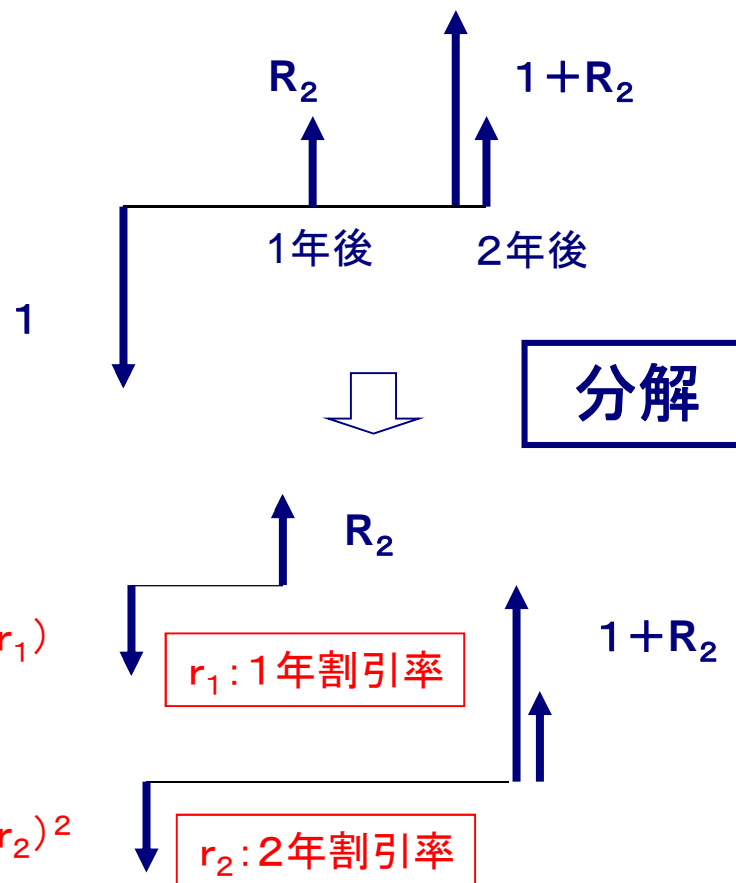 R₂
1+R₂
1年後
2年後
1
分解
R₂
r₁)
r₁:1年割引率
1+R₂
r₂)²
r₂:2年割引率